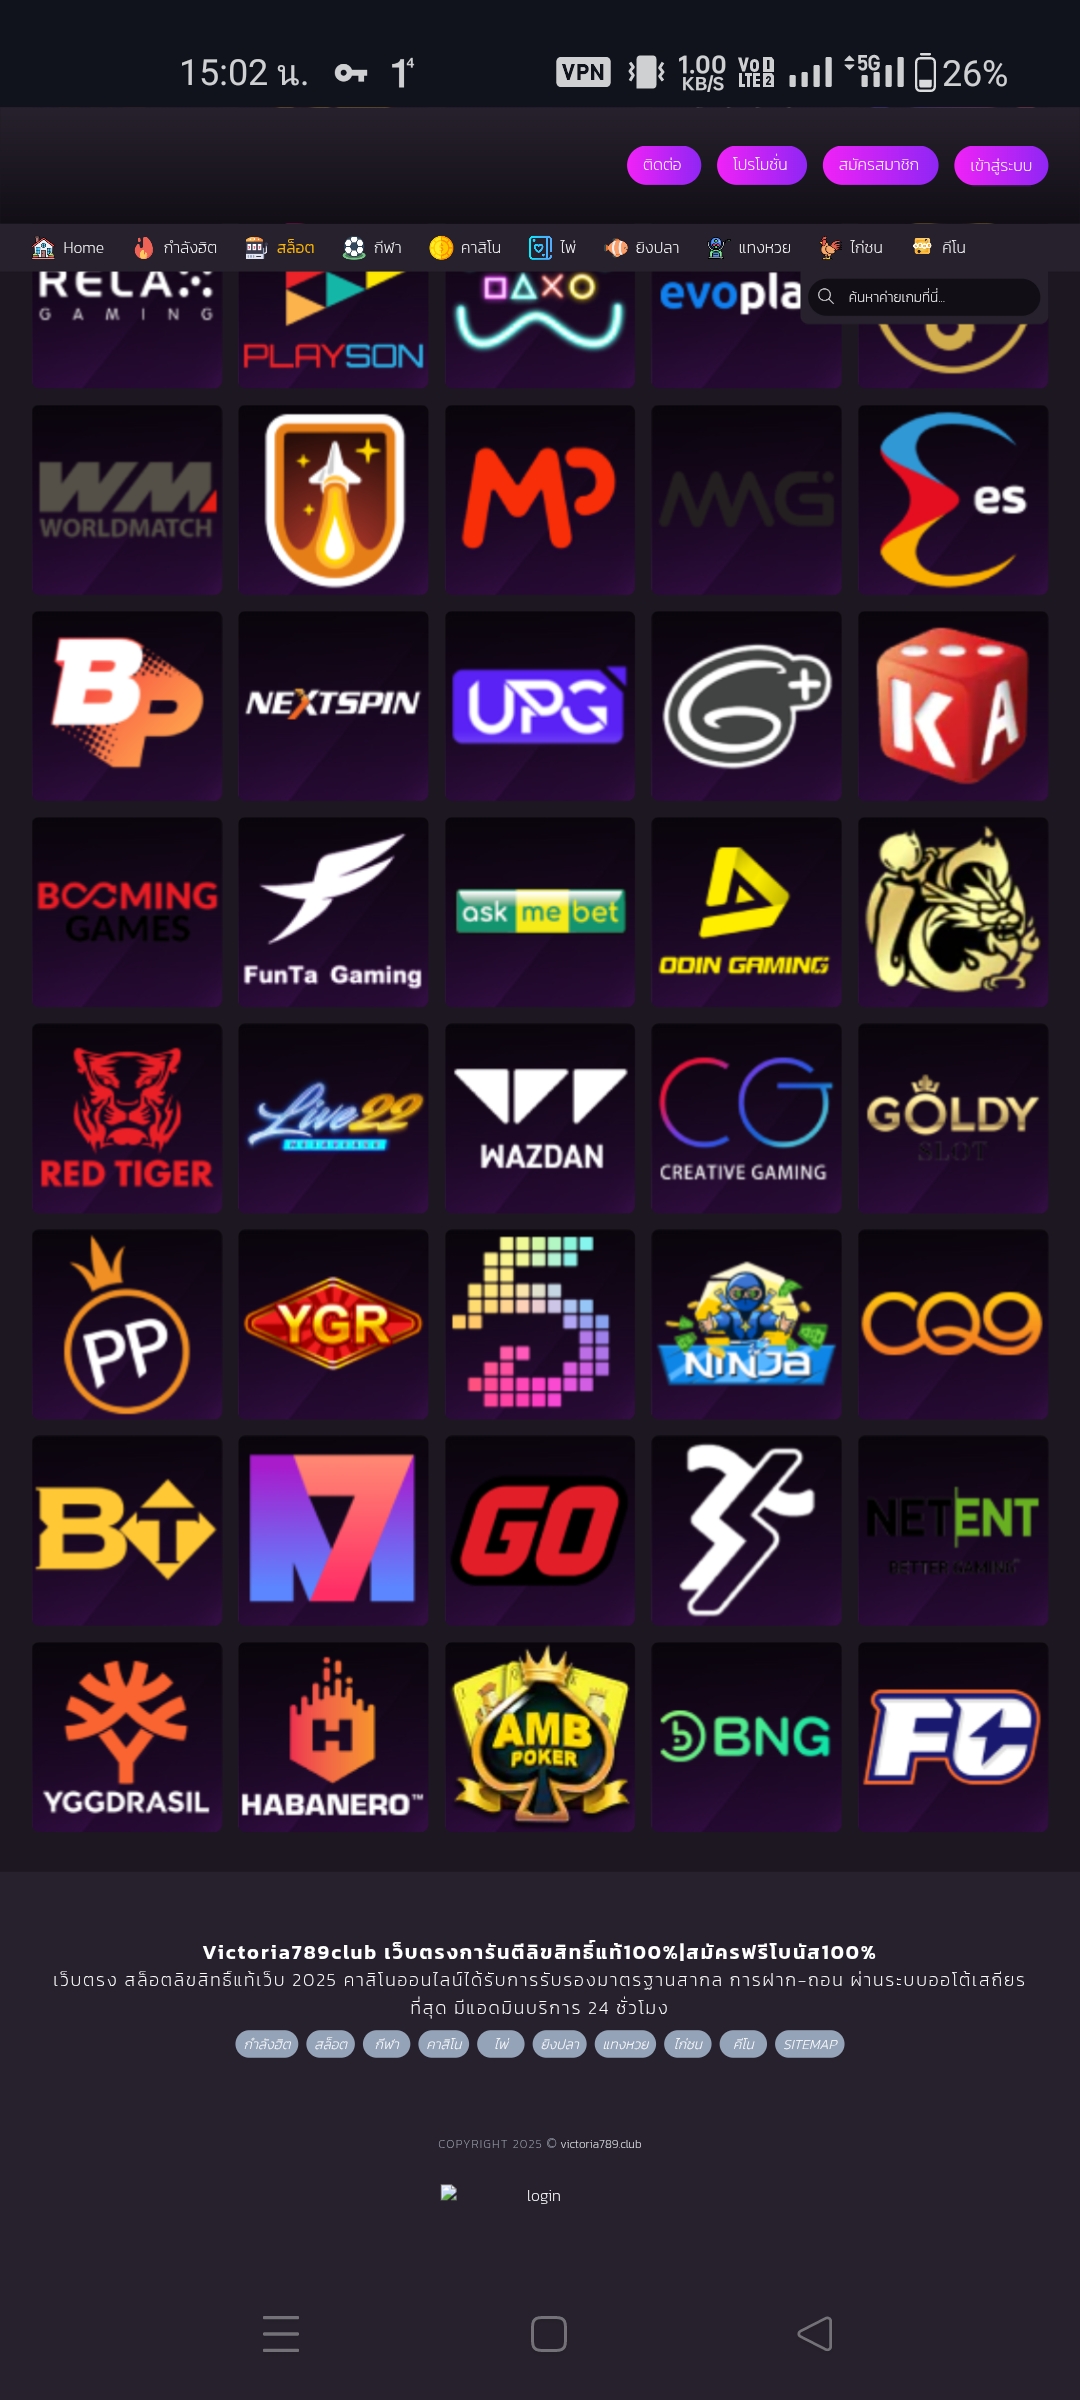 15:02 น. 1 4 VPN 1.00 KB/S Vo 1 LTE 2 5G 26%
ติดต่อ โปรโมชั่น สมัครสมาชิก เข้าสู่ระบบ
Home กำลังฮิต สล็อต กีฬา คาสิโน ไพ่ ยิงปลา แทงหวย ไก่ชน คีโน
ค้นหาค่ายเกมที่นี่...
RELAX GAMING
PLAYSON
evopla
WM WORLDMATCH
MP
es
BP
NEXTSPIN
UPG
G+
KA
BOOMING GAMES
FunTa Gaming
ask me bet
ODIN GAMING
RED TIGER
Live22
WAZDAN
CG CREATIVE GAMING
GOLDY SLOT
PP
YGR
5
NINJa
CQ9
BT
M7
GO
NETENT BETTER GAMING
YGGDRASIL
H HABANERO™
AMB POKER
BNG
FC
Victoria789club เว็บตรงการันตีลิขสิทธิ์แท้100%|สมัครฟรีโบนัส100%
เว็บตรง สล็อตลิขสิทธิ์แท้เว็บ 2025 คาสิโนออนไลน์ได้รับการรับรองมาตรฐานสากล การฝาก-ถอน ผ่านระบบออโต้เสถียร
ที่สุด มีแอดมินบริการ 24 ชั่วโมง
กำลังฮิต สล็อต กีฬา คาสิโน ไพ่ ยิงปลา แทงหวย ไก่ชน คีโน SITEMAP
COPYRIGHT 2025 © victoria789.club
login